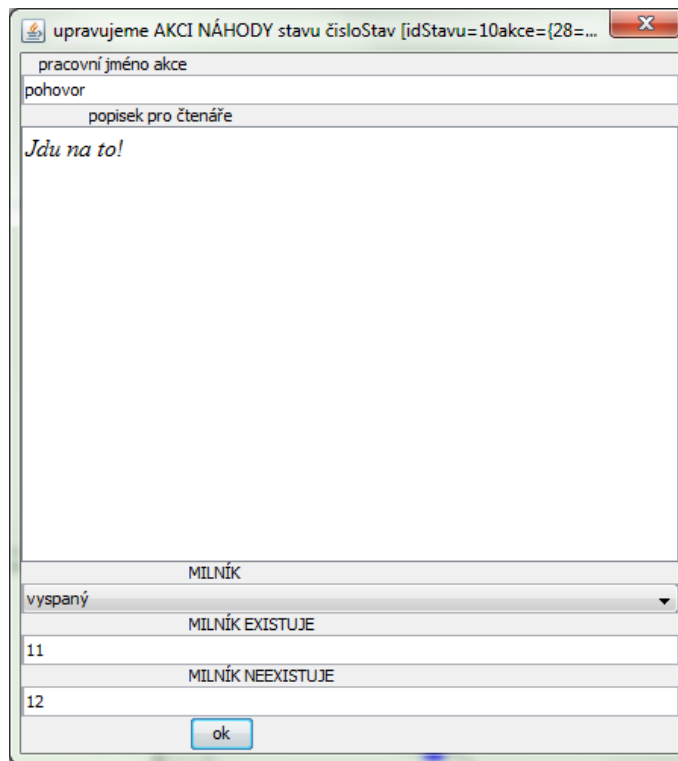 upravujeme AKCI NÁHODY stavu čisloStav [idStavu=10akce={28=...
pracovní jméno akce
pohovor
popisek pro čtenáře
Jdu na to!
MILNÍK
vyspaný
MILNÍK EXISTUJE
11
MILNÍK NEEXISTUJE
12
ok